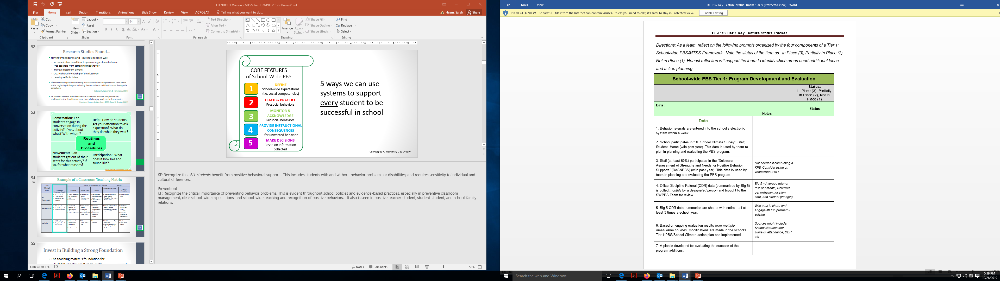 HANDOUT Version - MTSS Tier 1 SWPBS 2019 - PowerPoint
File Home Insert Design Transitions Animations Slide Show Review View ACROBAT Tell me what you want to do... Hearn, Sarah Share
Paste
Cut
Copy
Format Painter
Clipboard
New Slide
Layout
Reset
Section
Slides
44
Font
Text Direction
Align Text
Convert to SmartArt
Paragraph
Arrange
Quick Styles
Shape Fill
Shape Outline
Shape Effects
Drawing
Find
Replace
Select
Editing
52
Research Studies Found...
• Having Procedures and Routines in place will:
• Increase instructional time by preventing problem behavior
• Free teachers from correcting misbehavior
• Improve classroom climate
• Create shared ownership of the classroom
• Develop self-discipline
• Effective teaching includes teaching functional routines and procedures to students
at the beginning of the year and using these routines to efficiently move through the
school day.
• (Leinhardt, Weidman, & Hammond, 1987)
• As students become more familiar with classroom routines and procedures,
additional instructional formats and more challenging work can be incorporated
• (Evertson, Emmer, & Worsham, 2003; Good & Brophy, 2003)
53
Conversation: Can
students engage in
conversation during this
activity? If yes, about
what? With whom?
Help: How do students
get your attention to ask
a question? What do
they do while they wait?
Routines
and
Procedures
Movement: Can
students get out of their
seats for this activity? If
so, for what reasons?
Participation: What
does it look like and
sound like?
54
Example of a Classroom Teaching Matrix
55
Invest in Building a Strong Foundation
• The teaching matrix is foundation for
CORE FEATURES
of School-Wide PBS
1
DEFINE
School-wide expectations
(i.e. social competencies)
2
TEACH & PRACTICE
Prosocial behaviors
3
MONITOR &
ACKNOWLEDGE
Prosocial behaviors
4
PROVIDE INSTRUCTIONAL
CONSEQUENCES
for unwanted behavior
5
MAKE DECISIONS
Based on information
collected
5 ways we can use
systems to support
every student to be
successful in school
Courtesy of K. McIntosh; U of Oregon
KF: Recognize that ALL students benefit from positive behavioral supports. This includes students with and without behavior problems or disabilities, and requires sensitivity to individual and
cultural differences.
Prevention!
KF: Recognize the critical importance of preventing behavior problems. This is evident throughout school policies and evidence-based practices, especially in preventive classroom
management, clear school-wide expectations, and school-wide teaching and recognition of positive behaviors. It also is seen in positive teacher-student, student-student, and school-family
relations.
Slide 31 of 176
Notes Comments 58%
File Tools View DE-PBS-Key-Feature-Status-Tracker-2019 (Protected View) - Word
PROTECTED VIEW Be careful—files from the Internet can contain viruses. Unless you need to edit, it's safer to stay in Protected View. Enable Editing
DE-PBS Tier 1 Key Feature Status Tracker
Directions: As a team, reflect on the following prompts organized by the four components of a Tier 1:
School-wide PBS/MTSS Framework. Note the status of the item as: In Place (3), Partially in Place (2),
Not in Place (1). Honest reflection will support the team to identify which areas need additional focus
and action planning.
School-wide PBS Tier 1: Program Development and Evaluation
Status:
In Place (3), Partially
in Place (2), Not in
Place (1)
Date:
Notes
Status
Data
1. Behavior referrals are entered into the school's electronic
system within a week.
2. School participates in "DE School Climate Survey": Staff,
Student, Home (w/in past year). This data is used by team to
plan in planning and evaluating the PBS program.
3. Staff (at least 50%) participates in the "Delaware
Assessment of Strengths and Needs for Positive Behavior
Supports" (DASNPBS) (w/in past year). This data is used by
team in planning and evaluating the PBS program.
Not needed if completing a
KFE, Consider using on
years without KFE.
4. Office Discipline Referral (ODR) data (summarized by Big 5)
is pulled monthly by a designated person and brought to the
SWPBS Team for review.
Big 5 = Average referral
rate per month, Referrals
per behavior, location,
time, and student (triangle)
5. Big 5 ODR data summaries are shared with entire staff at
least 3 times a school year.
With goal to share and
engage staff in problem-
solving
6. Based on ongoing evaluation results from multiple,
measurable sources, modifications are made in the school's
Tier 1:PBS/School Climate action plan and implemented.
Sources might include;
School climate/other
surveys, attendance, ODR,
etc.
7. A plan is developed for evaluating the success of the
program additions.
Search the web and Windows
5:39 PM
10/28/2019